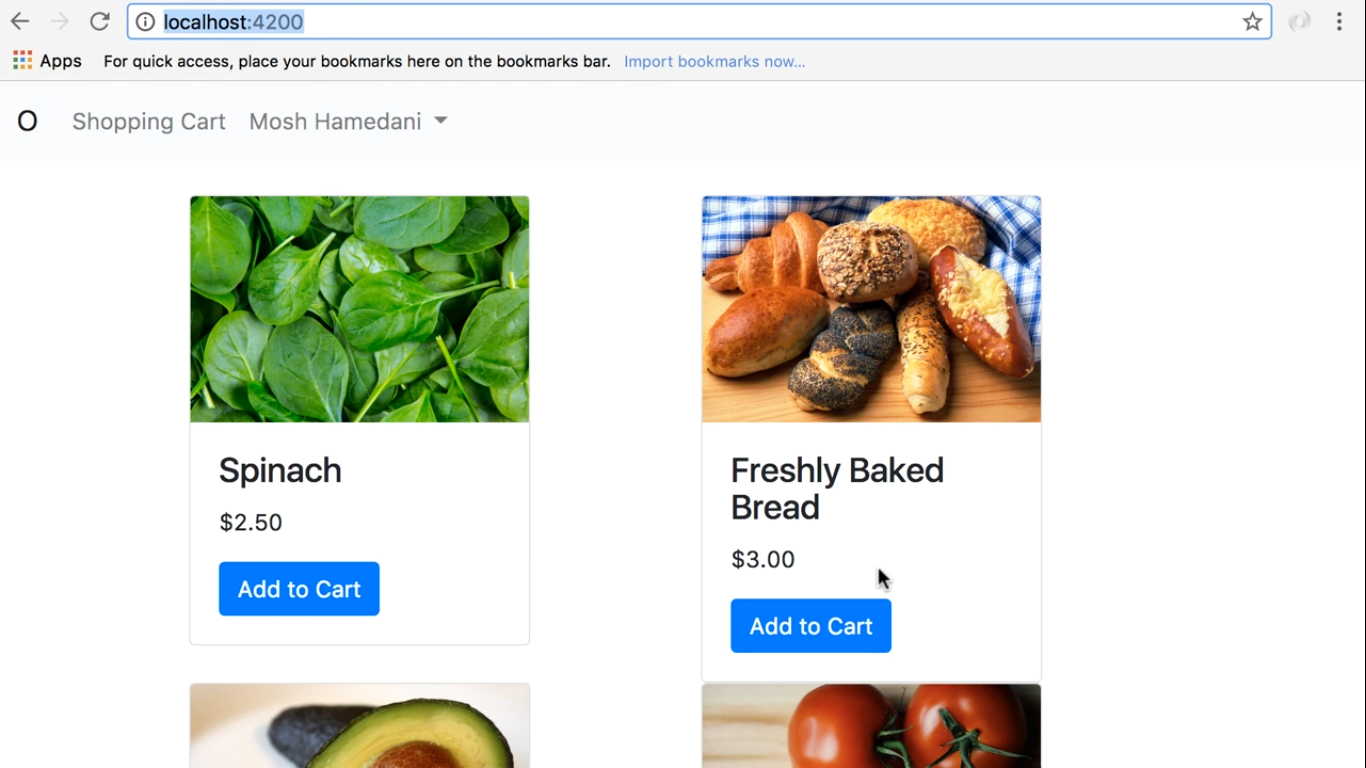 localhost:4200
Apps For quick access, place your bookmarks here on the bookmarks bar. Import bookmarks now...
O Shopping Cart Mosh Hamedani
Spinach
$2.50
Add to Cart
Freshly Baked
Bread
$3.00
Add to Cart